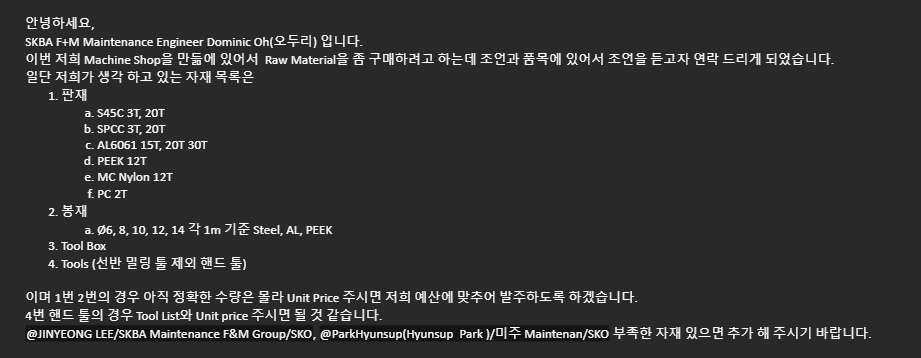 안녕하세요,
SKBA F+M Maintenance Engineer Dominic Oh(오두리) 입니다.
이번 저희 Machine Shop을 만듦에 있어서  Raw Material을 좀 구매하려고 하는데 조언과 품목에 있어서 조언을 듣고자 연락 드리게 되었습니다.
일단 저희가 생각 하고 있는 자재 목록은
1. 판재
a. S45C 3T, 20T
b. SPCC 3T, 20T
c. AL6061 15T, 20T 30T
d. PEEK 12T
e. MC Nylon 12T
f. PC 2T
2. 봉재
a. Ø6, 8, 10, 12, 14 각 1m 기준 Steel, AL, PEEK
3. Tool Box
4. Tools (선반 밀링 툴 제외 핸드 툴)
이며 1번 2번의 경우 아직 정확한 수량은 몰라 Unit Price 주시면 저희 예산에 맞추어 발주하도록 하겠습니다.
4번 핸드 툴의 경우 Tool List와 Unit price 주시면 될 것 같습니다.
@JINYEONG LEE/SKBA Maintenance F&M Group/SKO, @ParkHyunsup(Hyunsup  Park )/미주 Maintenan/SKO 부족한 자재 있으면 추가 해 주시기 바랍니다.